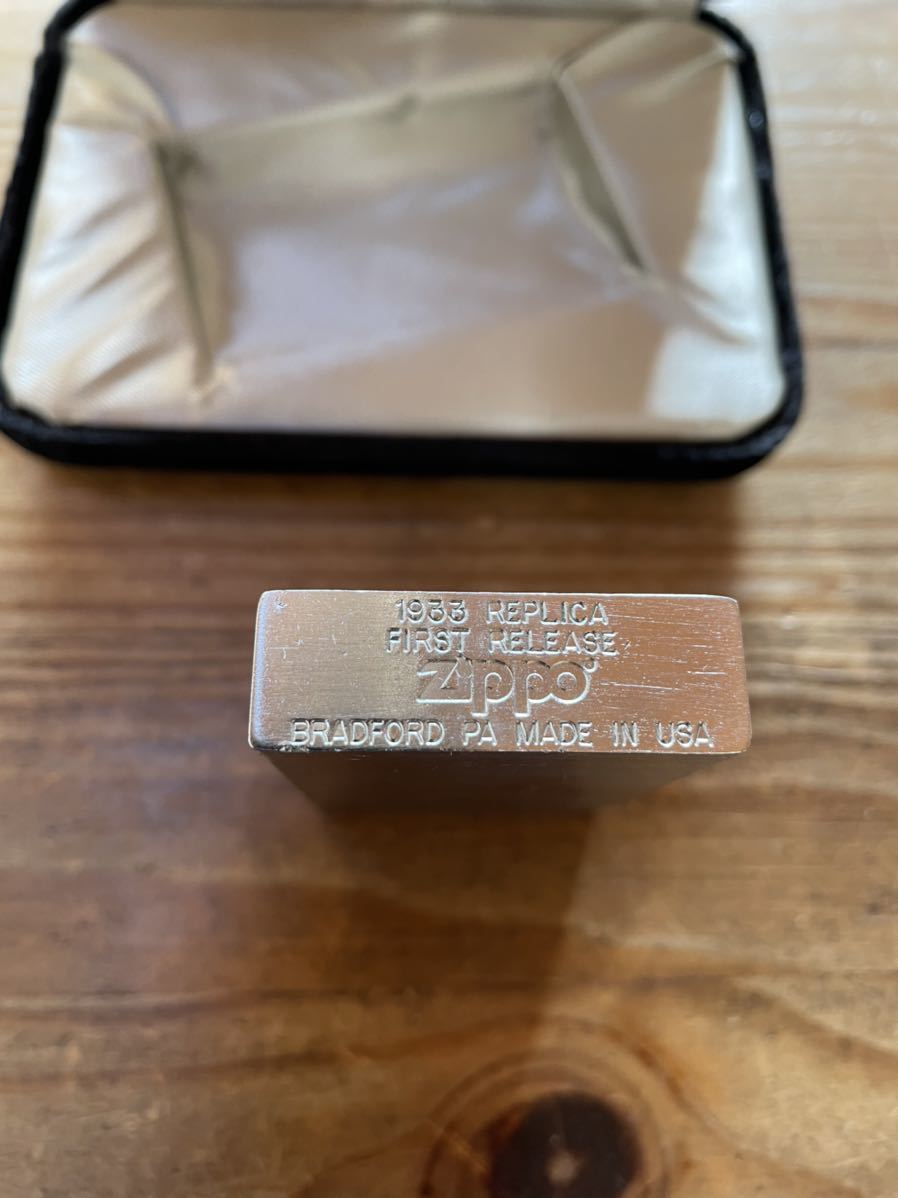 1933 REPLICA
FIRST RELEASE
Zippo
BRADFORD PA MADE IN USA